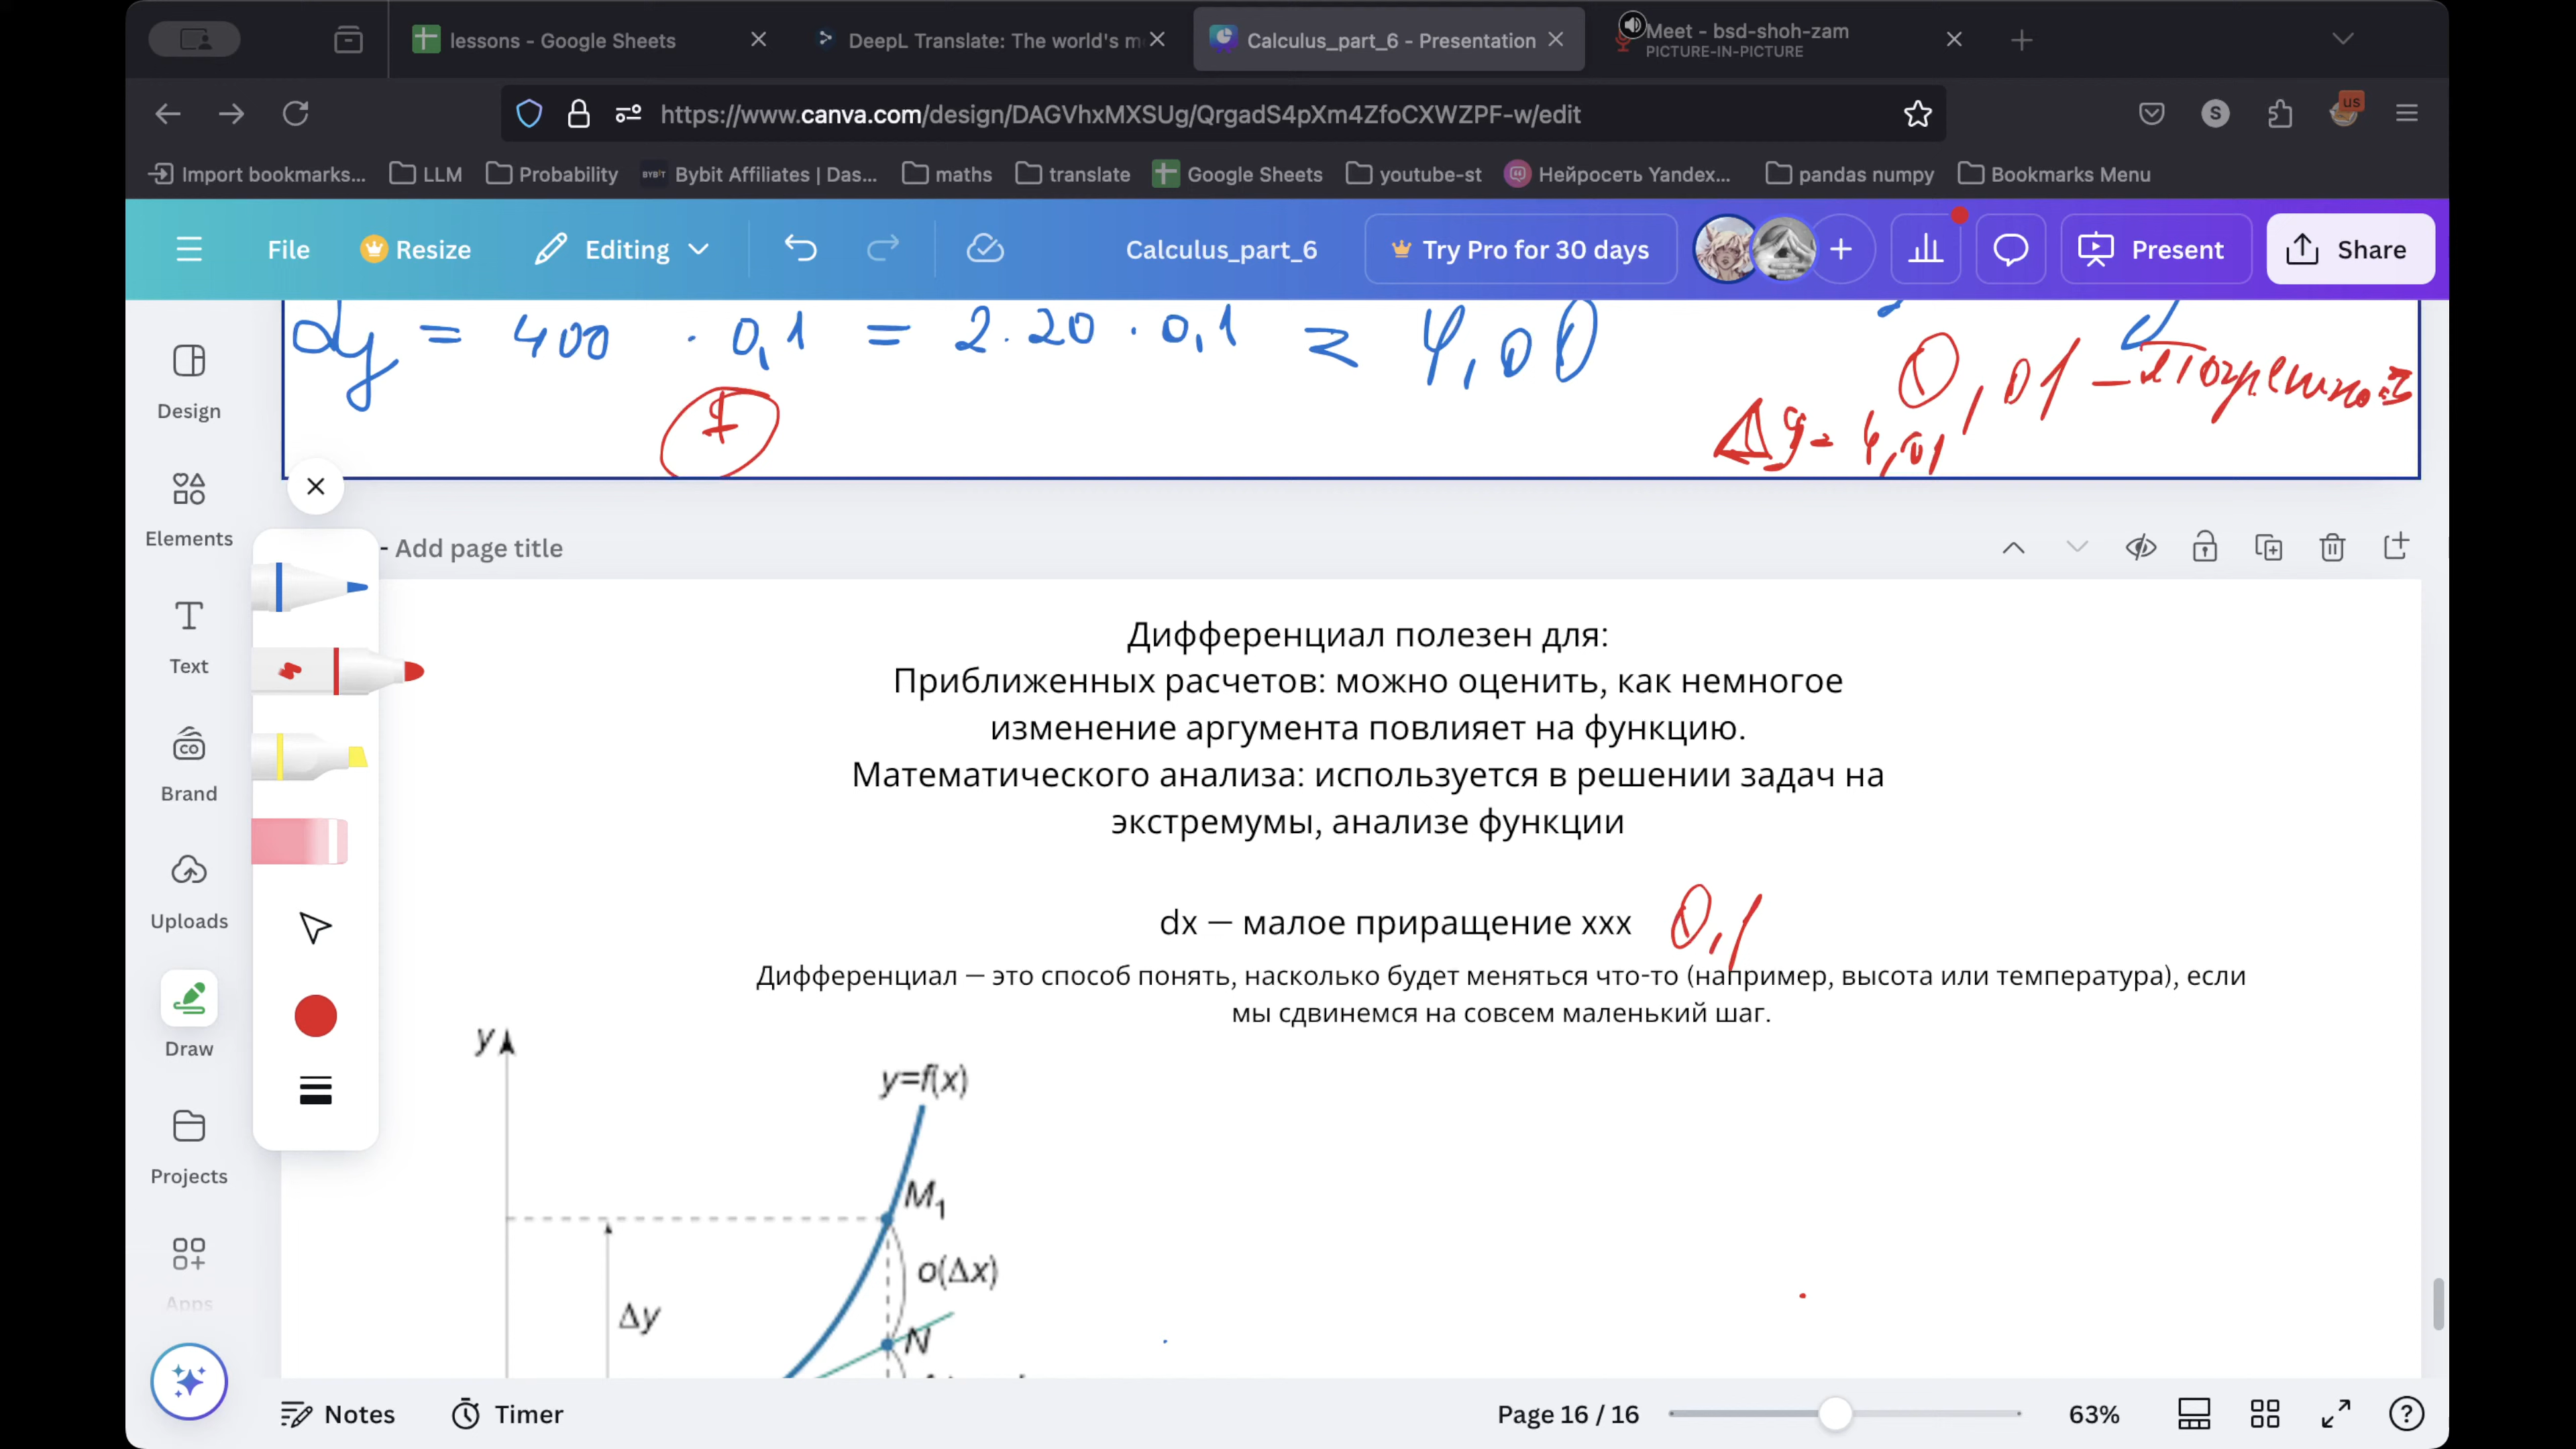 lessons - Google Sheets
DeepL Translate: The world's m
Calculus_part_6 - Presentation
Meet - bsd-shoh-zam
PICTURE-IN-PICTURE
https://www.canva.com/design/DAGVhxMXSUg/QrgadS4pXm4ZfoCXWZPF-w/edit
S
us
Import bookmarks...
LLM
Probability
BYBIT
Bybit Affiliates | Das...
maths
translate
Google Sheets
youtube-st
Нейросеть Yandex...
pandas numpy
Bookmarks Menu
File
Resize
Editing
Calculus_part_6
Try Pro for 30 days
Present
Share
dy = 400 · 0,1 = 2·20·0,1 = 4,00
0,01 –
Δy = 4,01
Design
Elements
Text
Brand
Uploads
Draw
Projects
Apps
- Add page title
Дифференциал полезен для:
Приближенных расчетов: можно оценить, как немногое
изменение аргумента повлияет на функцию.
Математического анализа: используется в решении задач на
экстремумы, анализе функции
dx — малое приращение xxx 0,1
Дифференциал — это способ понять, насколько будет меняться что-то (например, высота или температура), если
мы сдвинемся на совсем маленький шаг.
y
y=f(x)
M₁
o(Δx)
Δy
N
Notes
Timer
Page 16 / 16
63%